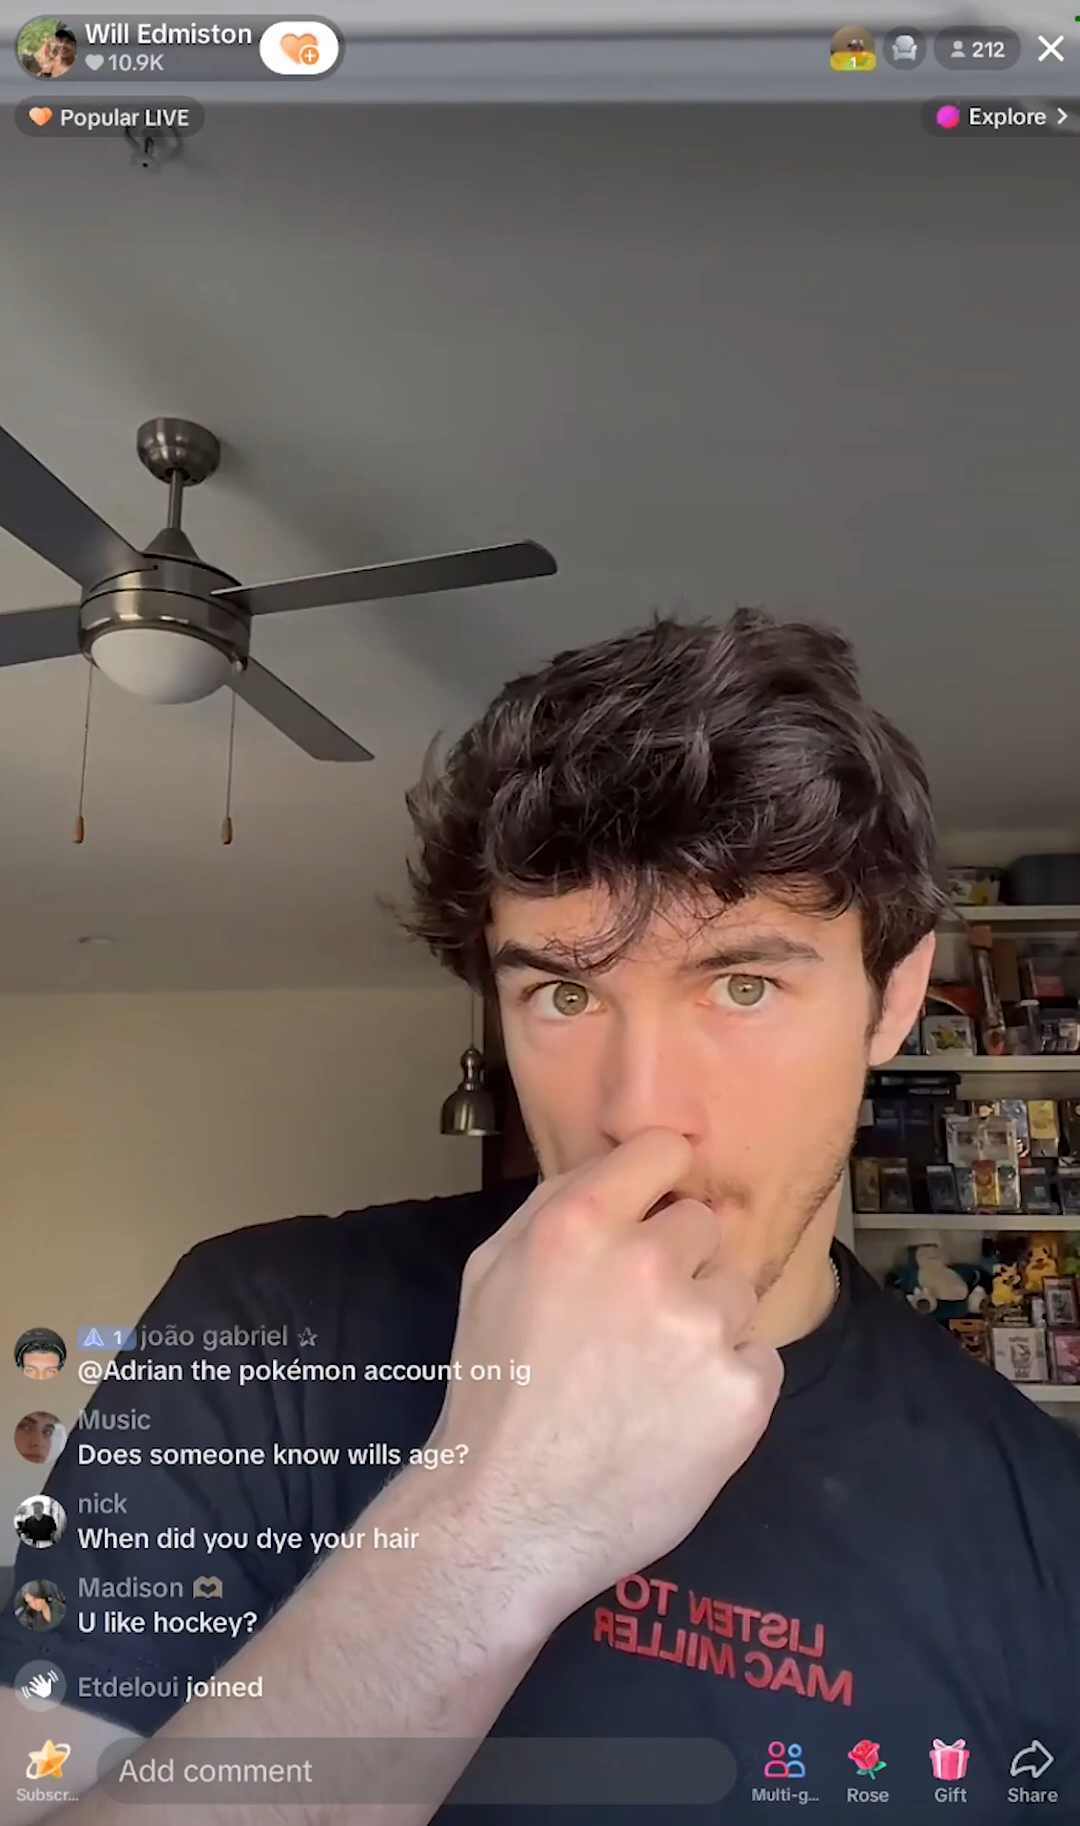 Will Edmiston
10.9K
1
212
Popular LIVE
Explore
1 joão gabriel ☆
@Adrian the pokémon account on ig
Music
Does someone know wills age?
nick
When did you dye your hair
Madison
U like hockey?
Etdeloui joined
LISTEN TO
MAC MILLER
Add comment
Subscr...
Multi-g...
Rose
Gift
Share